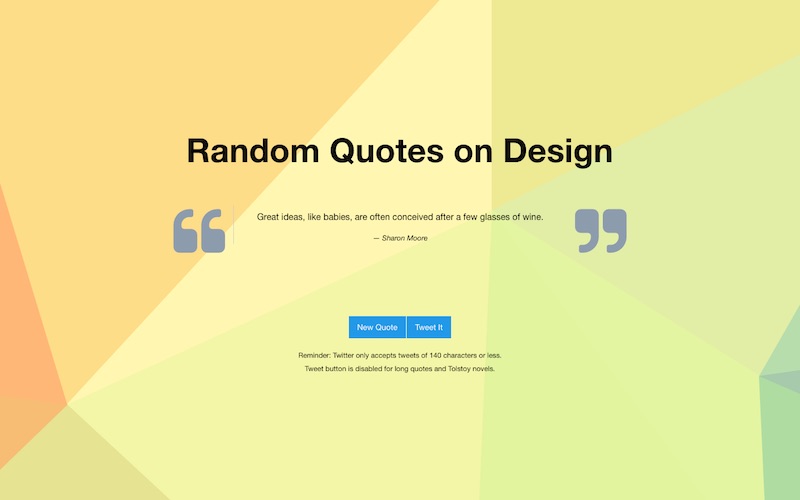 Random Quotes on Design
Great ideas, like babies, are often conceived after a few glasses of wine.
— Sharon Moore
New Quote
Tweet It
Reminder: Twitter only accepts tweets of 140 characters or less.
Tweet button is disabled for long quotes and Tolstoy novels.